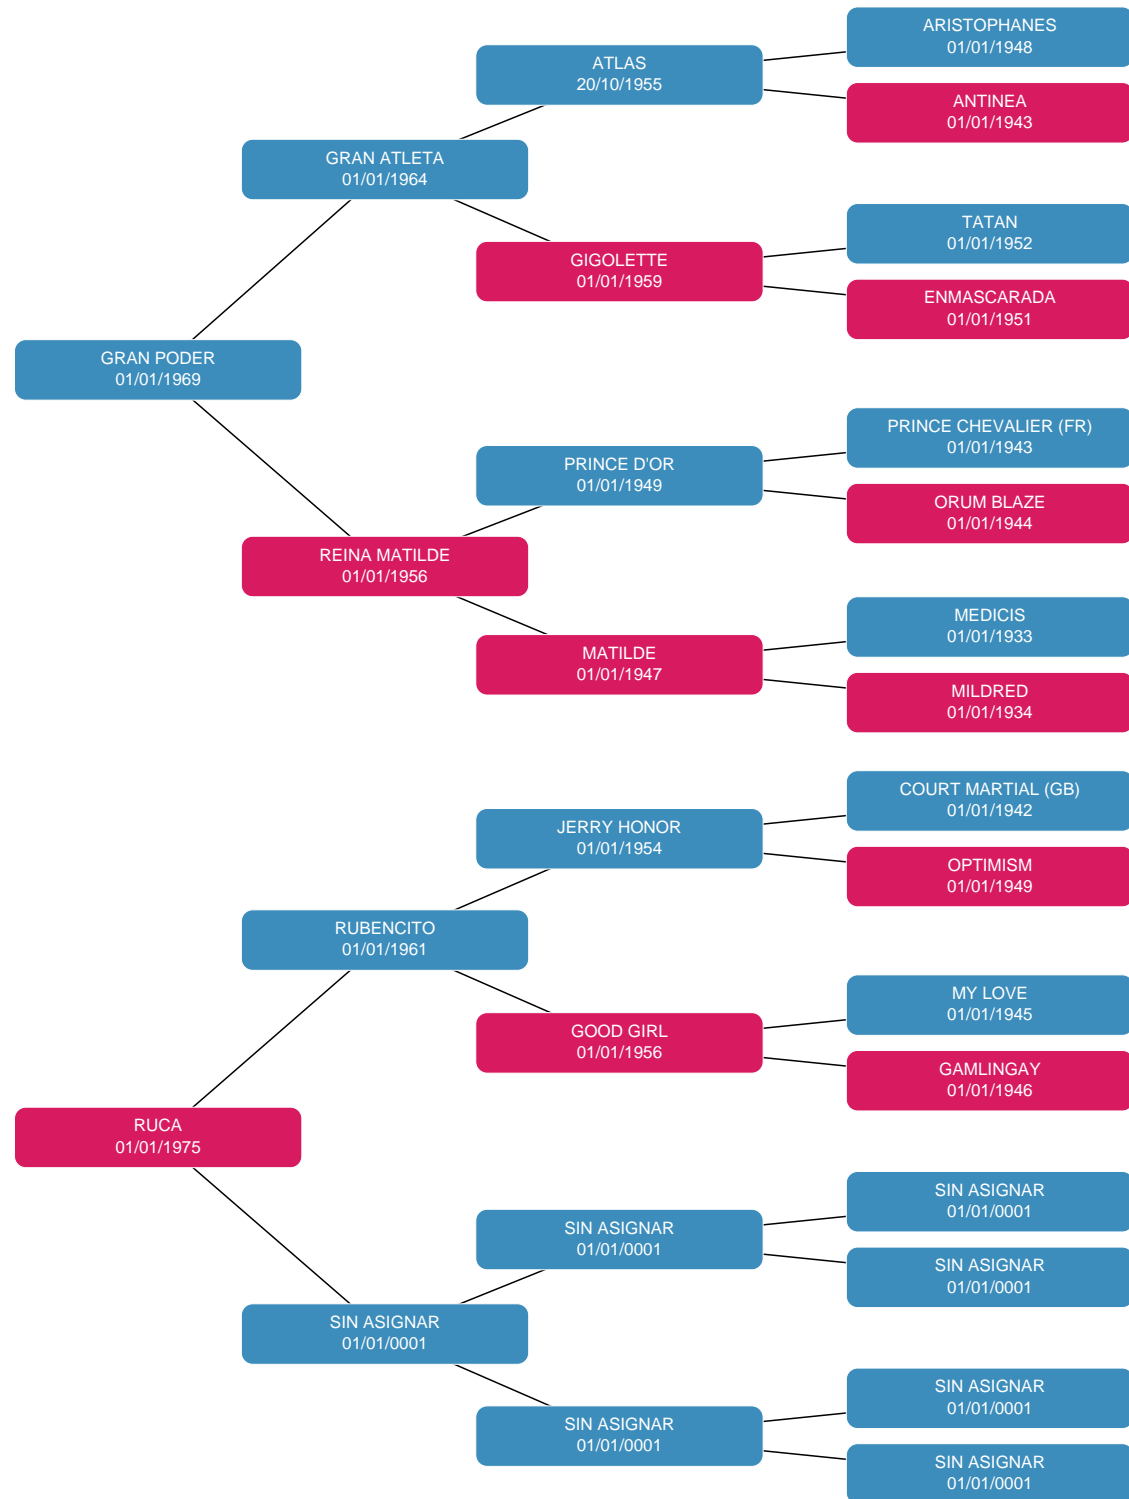 ARISTOPHANES
01/01/1948
ATLAS
20/10/1955
ANTINEA
01/01/1943
GRAN ATLETA
01/01/1964
TATAN
01/01/1952
GIGOLETTE
01/01/1959
ENMASCARADA
01/01/1951
GRAN PODER
01/01/1969
PRINCE CHEVALIER (FR)
01/01/1943
PRINCE D'OR
01/01/1949
ORUM BLAZE
01/01/1944
REINA MATILDE
01/01/1956
MEDICIS
01/01/1933
MATILDE
01/01/1947
MILDRED
01/01/1934
COURT MARTIAL (GB)
01/01/1942
JERRY HONOR
01/01/1954
OPTIMISM
01/01/1949
RUBENCITO
01/01/1961
MY LOVE
01/01/1945
GOOD GIRL
01/01/1956
GAMLINGAY
01/01/1946
RUCA
01/01/1975
SIN ASIGNAR
01/01/0001
SIN ASIGNAR
01/01/0001
SIN ASIGNAR
01/01/0001
SIN ASIGNAR
01/01/0001
SIN ASIGNAR
01/01/0001
SIN ASIGNAR
01/01/0001
SIN ASIGNAR
01/01/0001